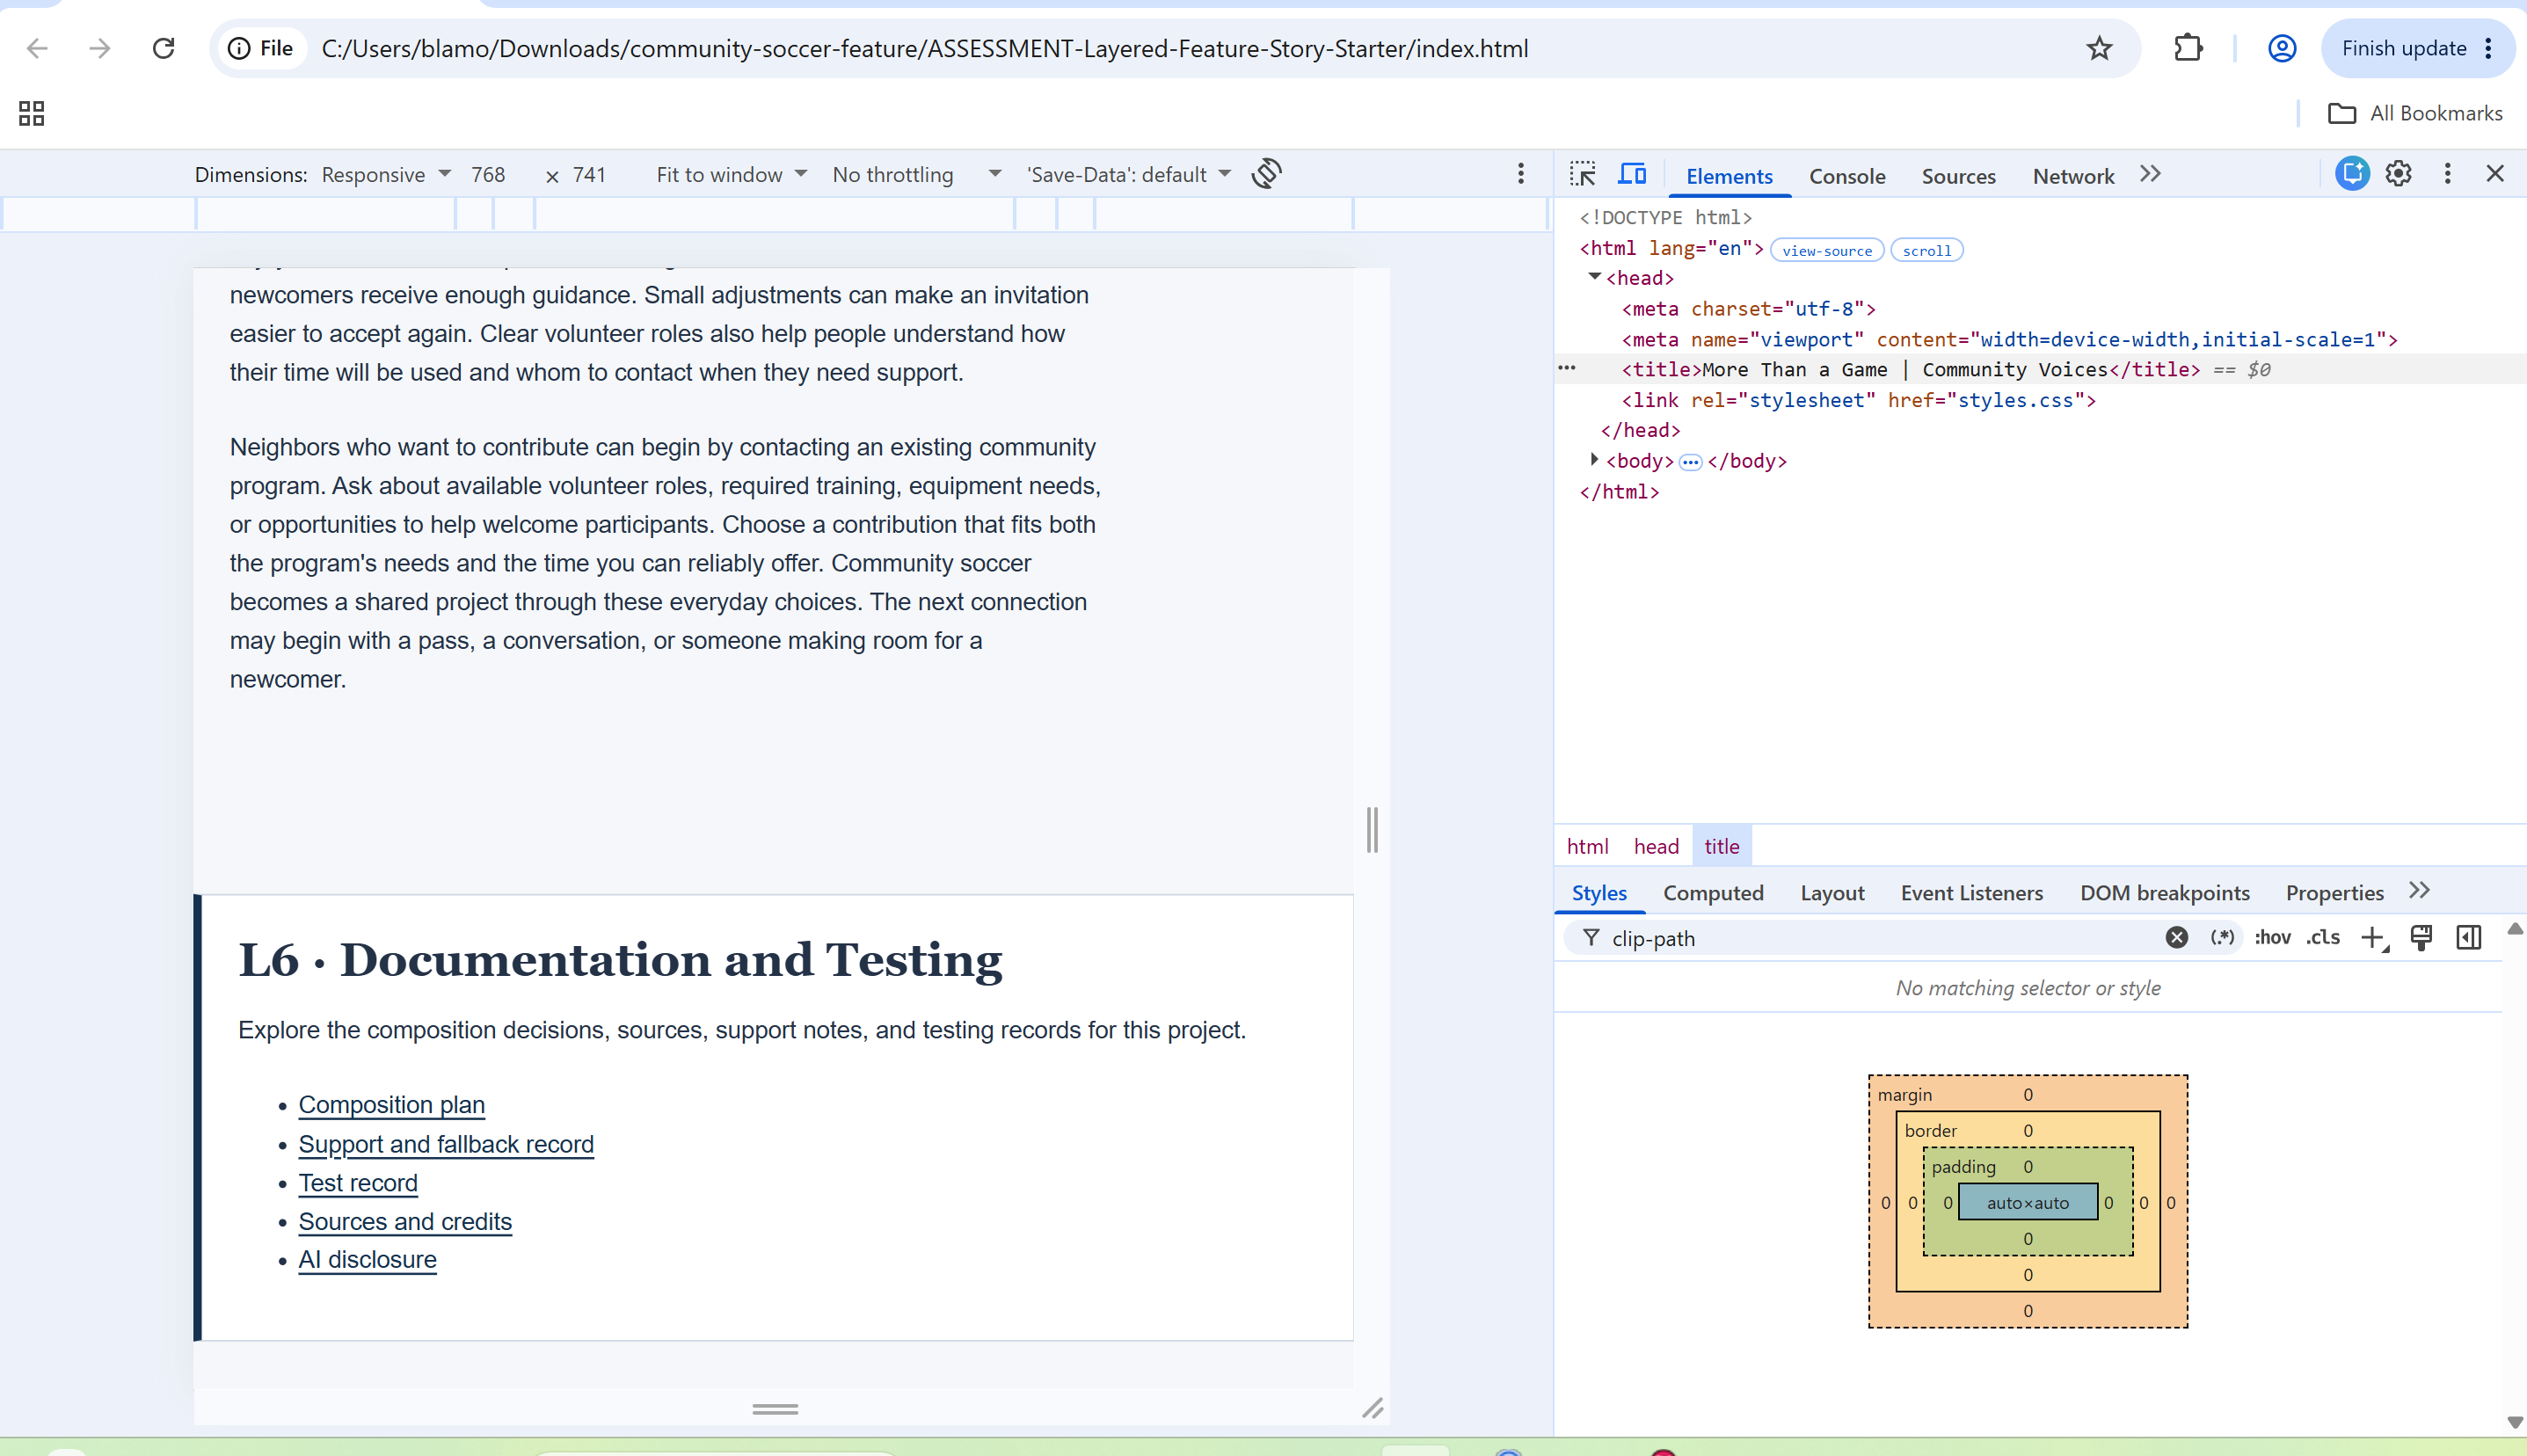 File
C:/Users/blamo/Downloads/community-soccer-feature/ASSESSMENT-Layered-Feature-Story-Starter/index.html
Finish update
All Bookmarks
Dimensions: Responsive 768 × 741 Fit to window No throttling 'Save-Data': default
newcomers receive enough guidance. Small adjustments can make an invitation
easier to accept again. Clear volunteer roles also help people understand how
their time will be used and whom to contact when they need support.
Neighbors who want to contribute can begin by contacting an existing community
program. Ask about available volunteer roles, required training, equipment needs,
or opportunities to help welcome participants. Choose a contribution that fits both
the program's needs and the time you can reliably offer. Community soccer
becomes a shared project through these everyday choices. The next connection
may begin with a pass, a conversation, or someone making room for a
newcomer.
L6 · Documentation and Testing
Explore the composition decisions, sources, support notes, and testing records for this project.
• Composition plan
• Support and fallback record
• Test record
• Sources and credits
• AI disclosure
Elements Console Sources Network
<!DOCTYPE html>
<html lang="en"> view-source scroll
<head>
<meta charset="utf-8">
<meta name="viewport" content="width=device-width,initial-scale=1">
<title>More Than a Game | Community Voices</title> == $0
<link rel="stylesheet" href="styles.css">
</head>
<body> ••• </body>
</html>
html head title
Styles Computed Layout Event Listeners DOM breakpoints Properties
clip-path (.*) :hov .cls
No matching selector or style
margin 0
border 0
padding 0
0 0 0 auto×auto 0 0 0
0
0
0